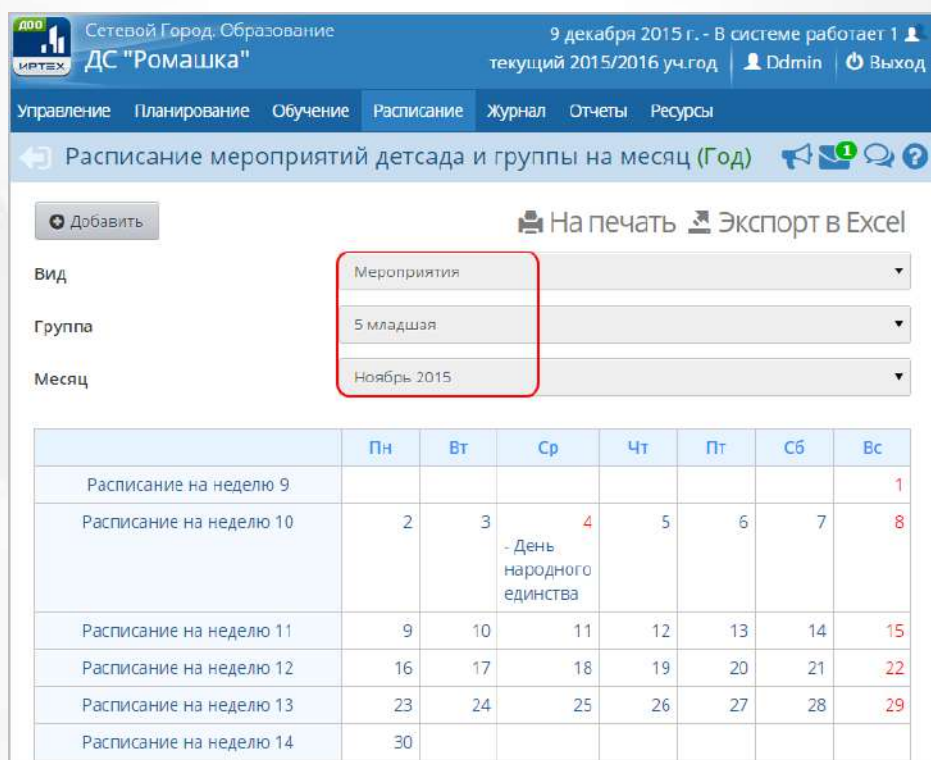 ДОО
ИРТЕХ
Сетевой Город. Образование
ДС "Ромашка"
9 декабря 2015 г. - В системе работает 1
текущий 2015/2016 уч.год Ddmin Выход
Управление Планирование Обучение Расписание Журнал Отчеты Ресурсы
Расписание мероприятий детсада и группы на месяц (Год) 1 ?
Добавить На печать Экспорт в Excel
Вид Мероприятия
Группа 5 младшая
Месяц Ноябрь 2015
Пн Вт Ср Чт Пт Сб Вс
Расписание на неделю 9 1
Расписание на неделю 10 2 3 4 5 6 7 8
- День
народного
единства
Расписание на неделю 11 9 10 11 12 13 14 15
Расписание на неделю 12 16 17 18 19 20 21 22
Расписание на неделю 13 23 24 25 26 27 28 29
Расписание на неделю 14 30